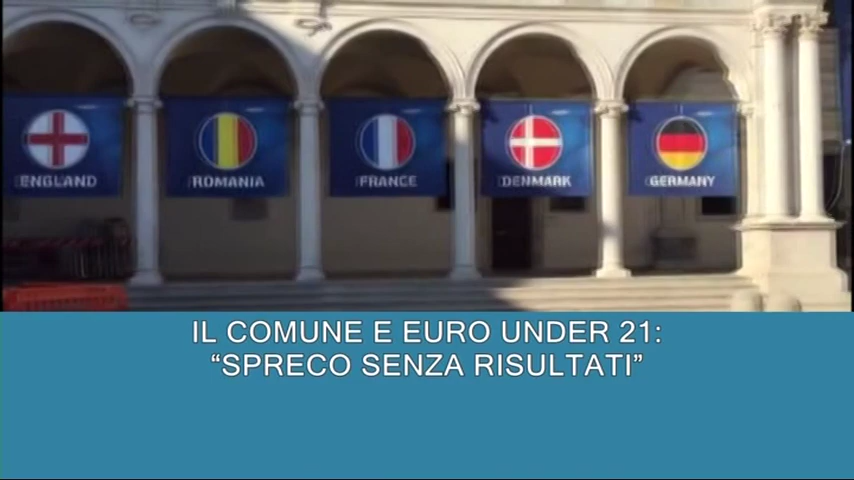 ENGLAND ROMANIA FRANCE DENMARK GERMANY
IL COMUNE E EURO UNDER 21:
“SPRECO SENZA RISULTATI”